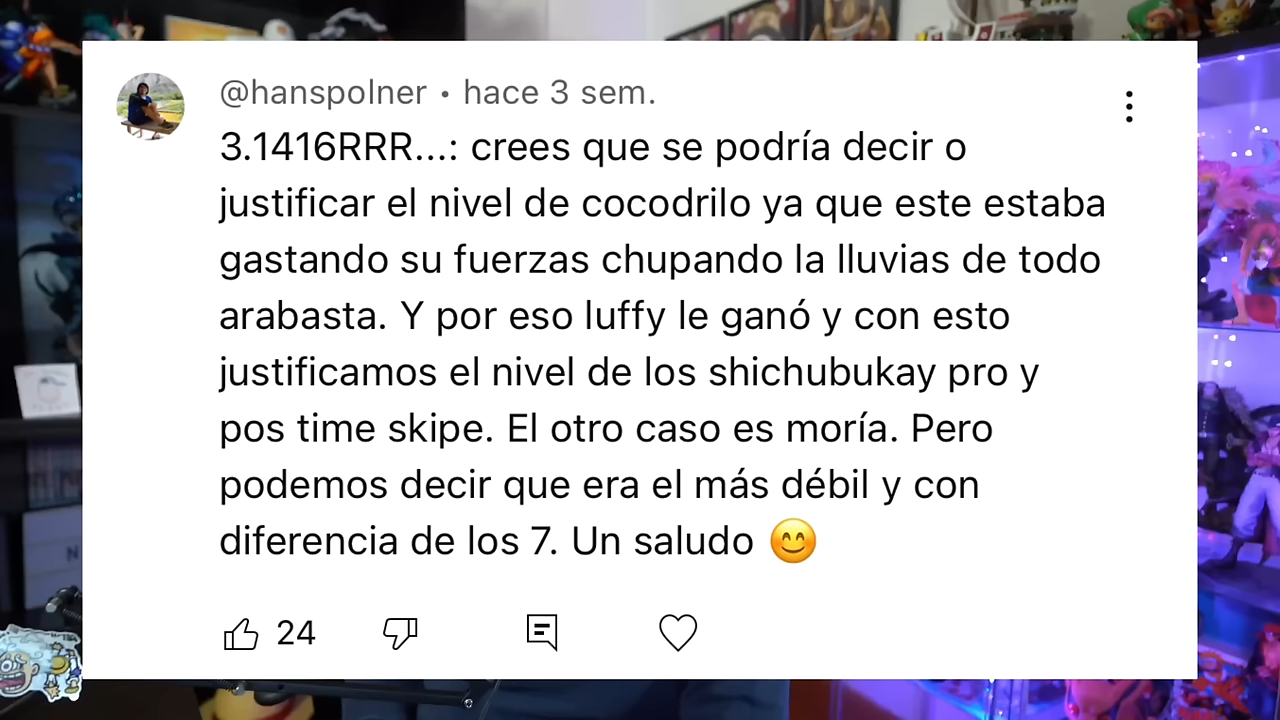 @hanspolner • hace 3 sem.
3.1416RRR...: crees que se podría decir o
justificar el nivel de cocodrilo ya que este estaba
gastando su fuerzas chupando la lluvias de todo
arabasta. Y por eso luffy le ganó y con esto
justificamos el nivel de los shichubukay pro y
pos time skipe. El otro caso es moría. Pero
podemos decir que era el más débil y con
diferencia de los 7. Un saludo 😊
24